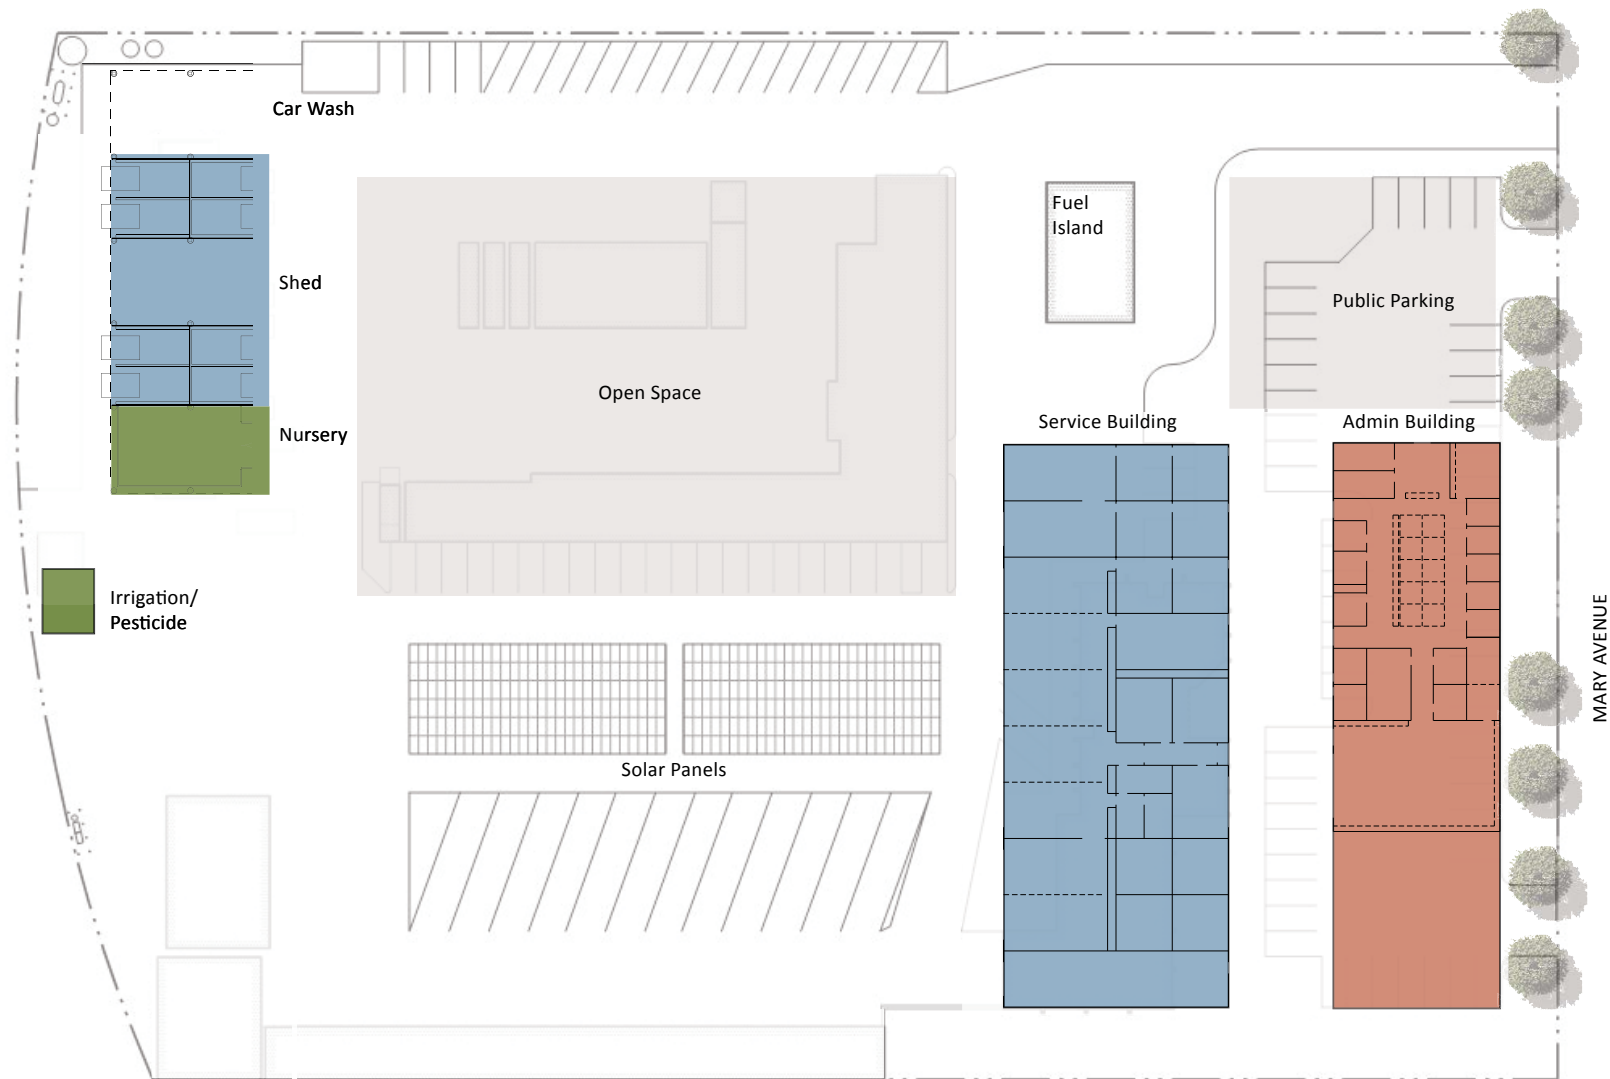 Car Wash
Fuel
Island
Shed
Public Parking
Open Space
Service Building
Admin Building
Nursery
Irrigation/
Pesticide
MARY AVENUE
Solar Panels